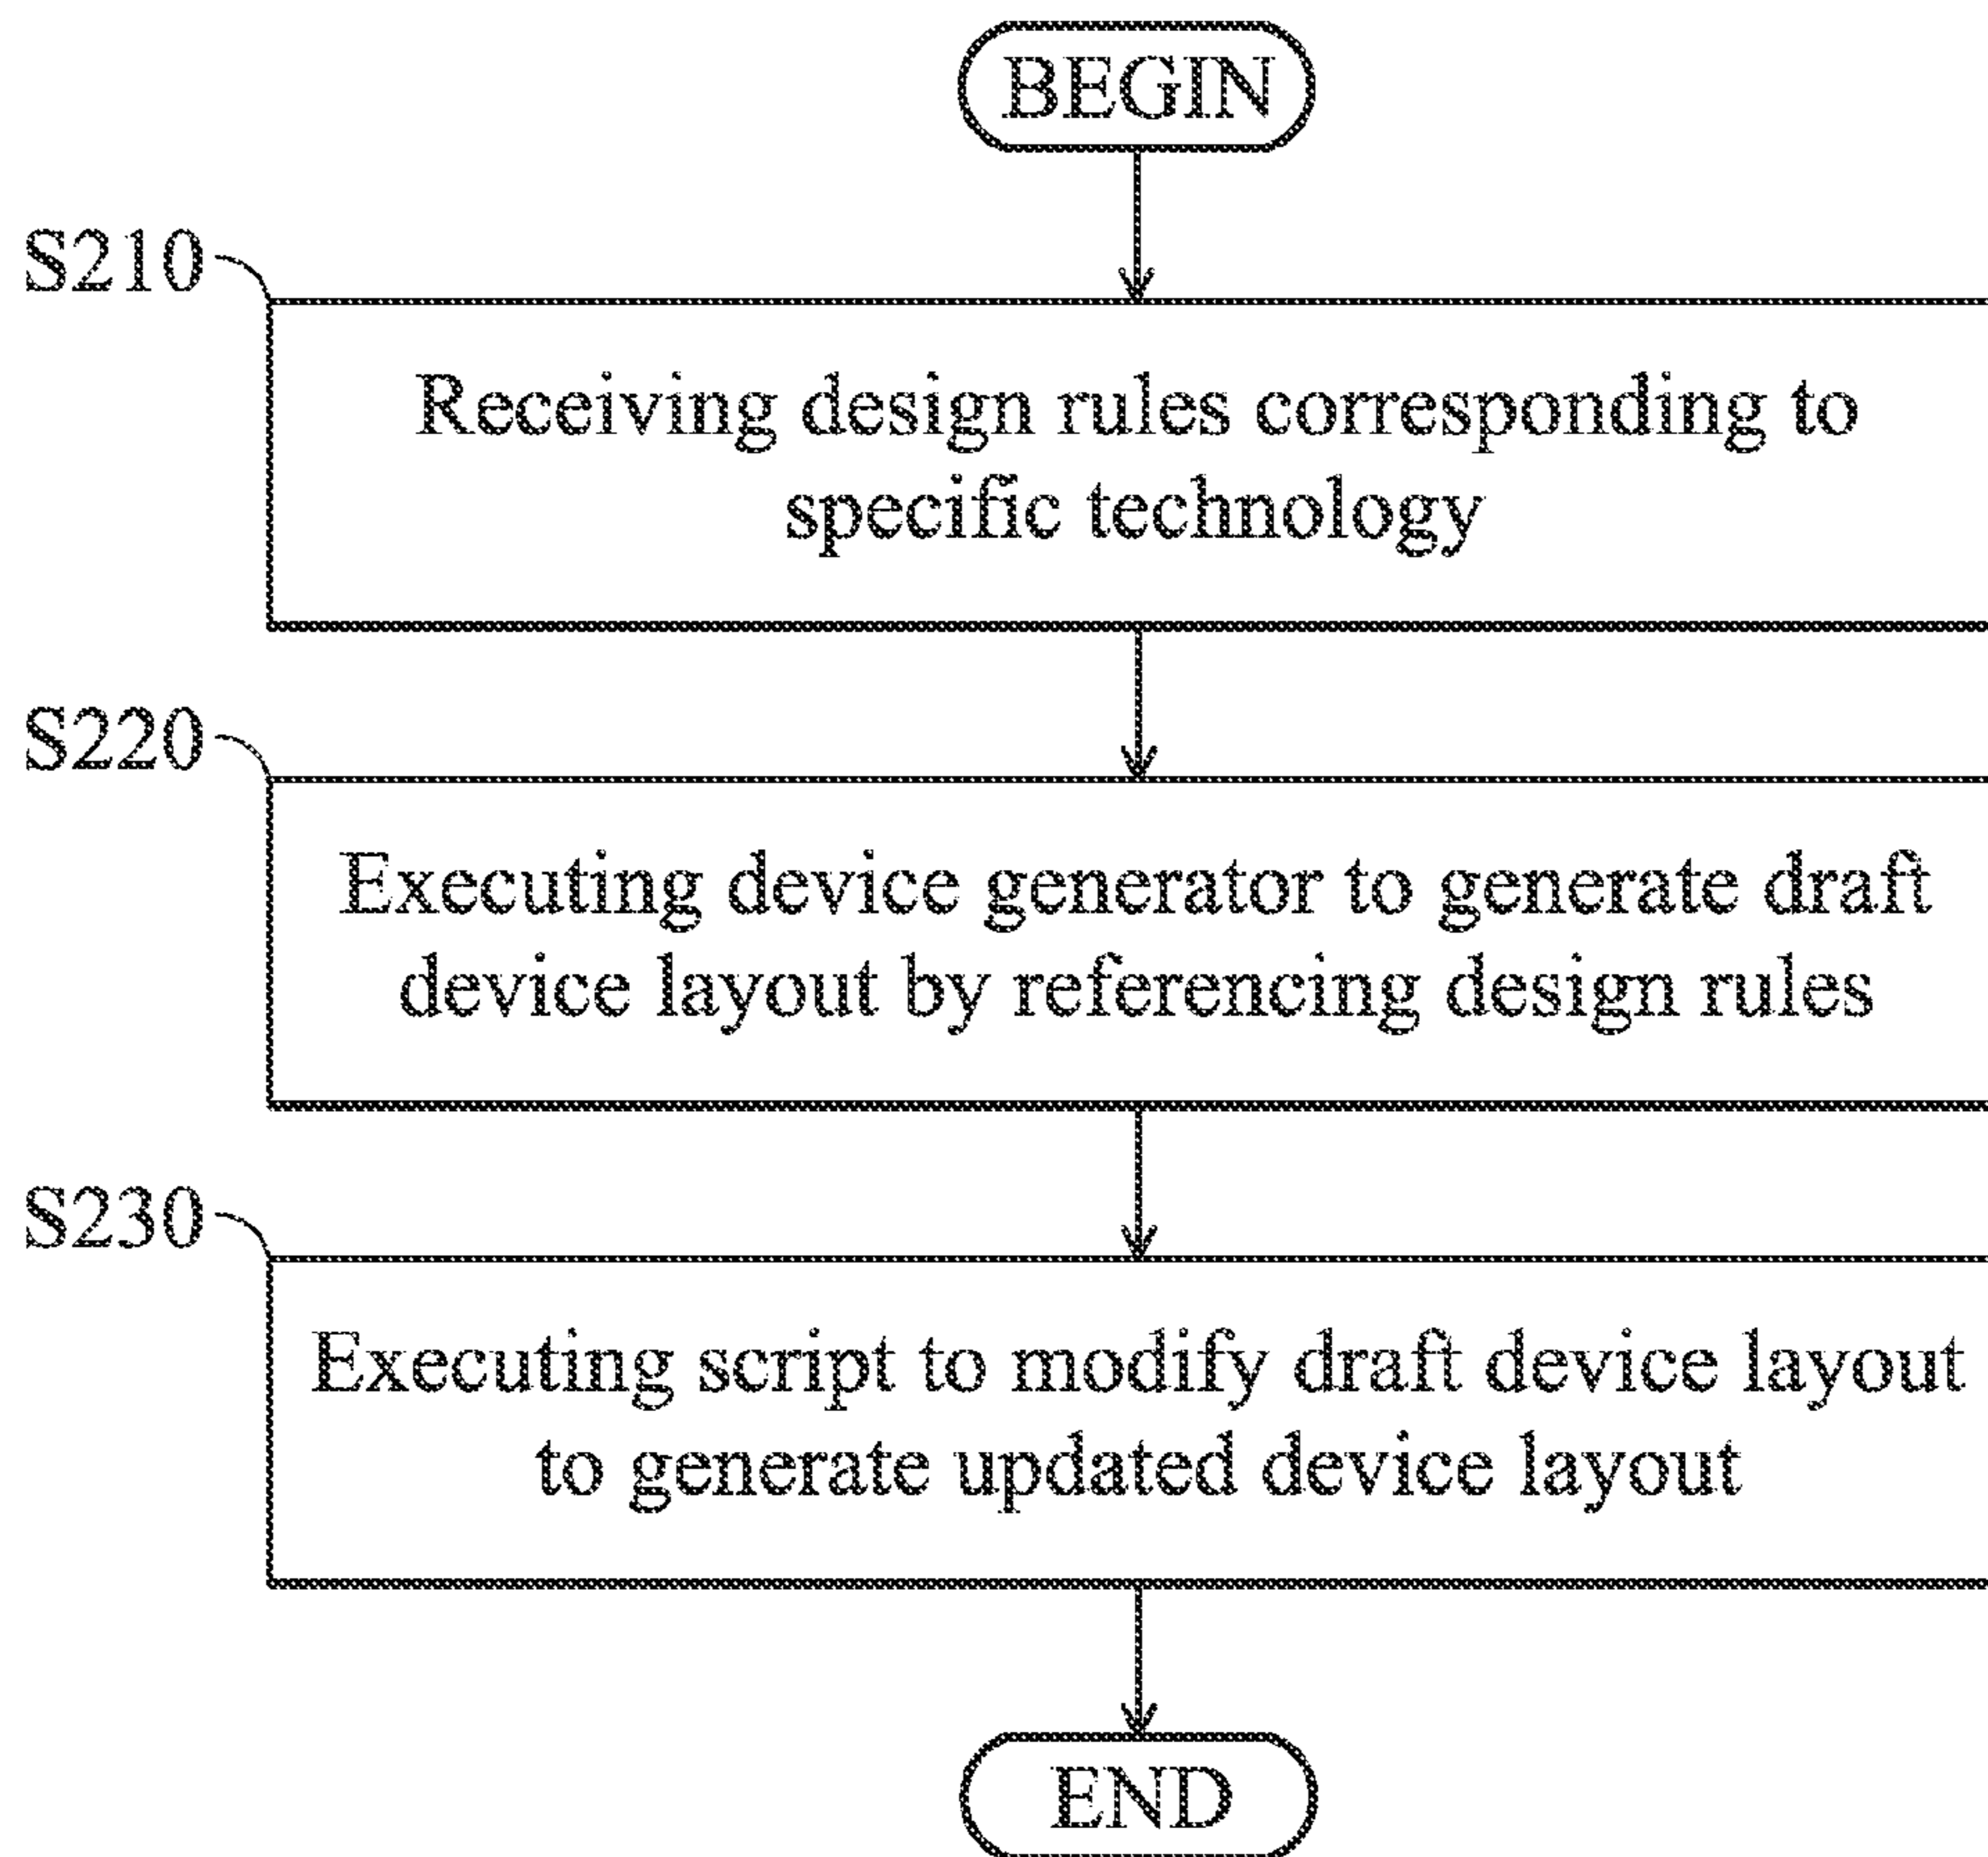 BEGIN
S210
Receiving design rules corresponding to
specific technology
S220
Executing device generator to generate draft
device layout by referencing design rules
S230
Executing script to modify draft device layout
to generate updated device layout
END